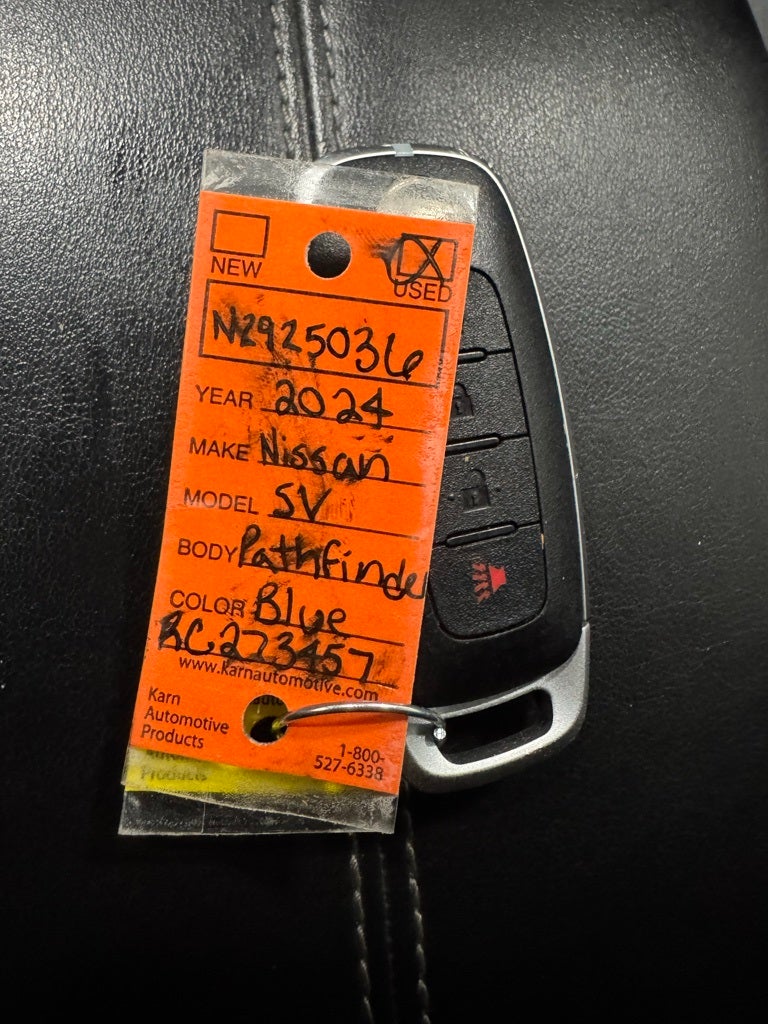 NEW
X
USED
N2925036
YEAR 2024
MAKE Nissan
MODEL SV
BODY Pathfinder
COLOR Blue
RC273457
www.karnautomotive.com
Karn
Automotive
Products
1-800-
527-6338
Products